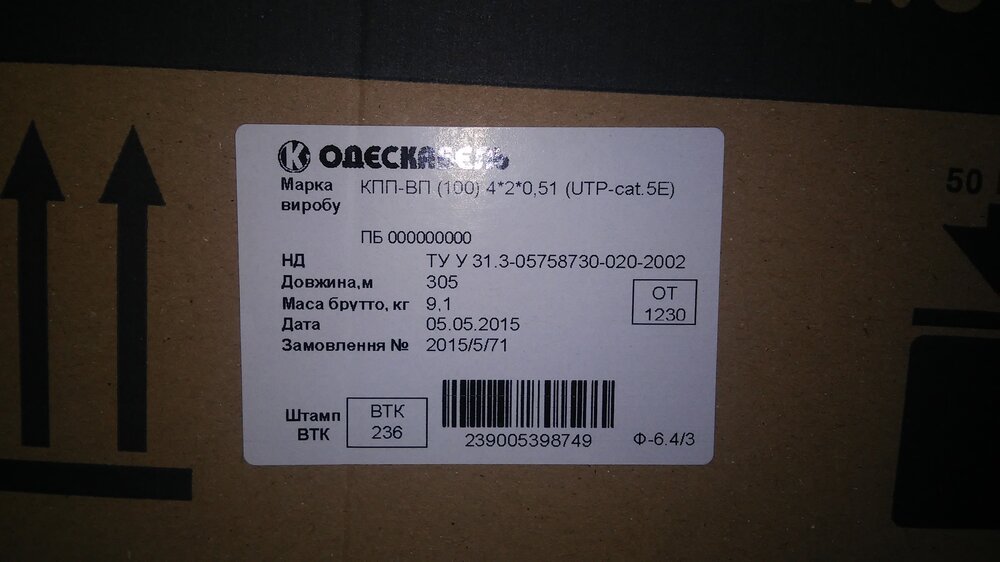 ОДЕСКАБЕЛЬ
Марка виробу КПП-ВП (100) 4*2*0,51 (UTP-cat.5E)
ПБ 000000000
НД ТУ У 31.3-05758730-020-2002
Довжина,м 305
Маса брутто, кг 9,1
Дата 05.05.2015
Замовлення № 2015/5/71
ОТ
1230
Штамп ВТК
ВТК
236
239005398749
Ф-6.4/3
50